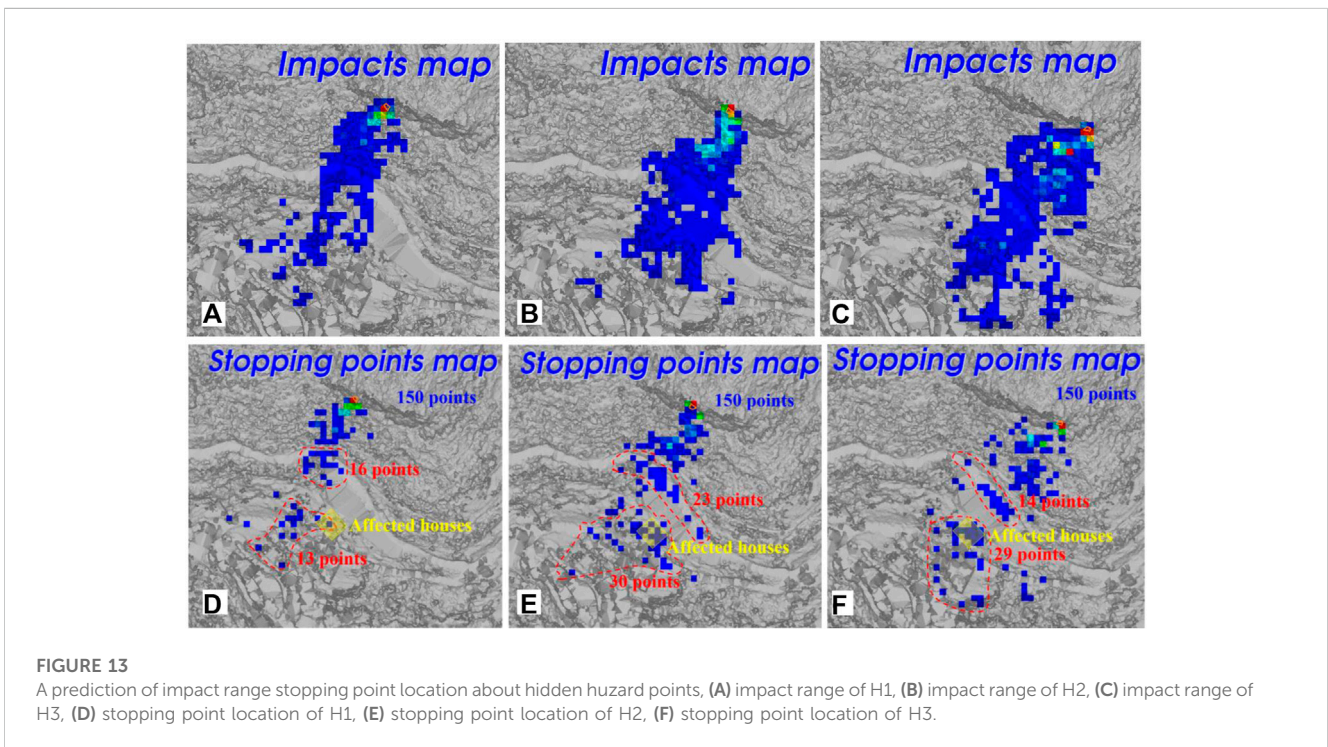 Impacts map
Impacts map
Impacts map
A
B
C
Stopping points map
Stopping points map
Stopping points map
150 points
150 points
150 points
16 points
23 points
14 points
Affected houses
Affected houses
Affected houses
13 points
30 points
29 points
D
E
F
FIGURE 13
A prediction of impact range stopping point location about hidden huzard points, (A) impact range of H1, (B) impact range of H2, (C) impact range of
H3, (D) stopping point location of H1, (E) stopping point location of H2, (F) stopping point location of H3.